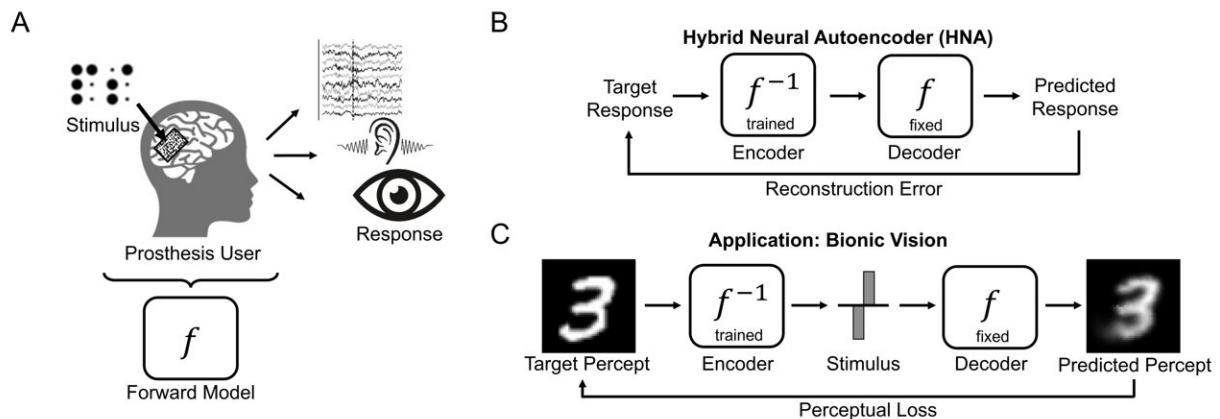 A
Stimulus
Response
Prosthesis User
f
Forward Model
B
Hybrid Neural Autoencoder (HNA)
Target
Response
f⁻¹
trained
Encoder
f
fixed
Decoder
Predicted
Response
Reconstruction Error
C
Application: Bionic Vision
3
Target Percept
f⁻¹
trained
Encoder
Stimulus
f
fixed
Decoder
3
Predicted Percept
Perceptual Loss